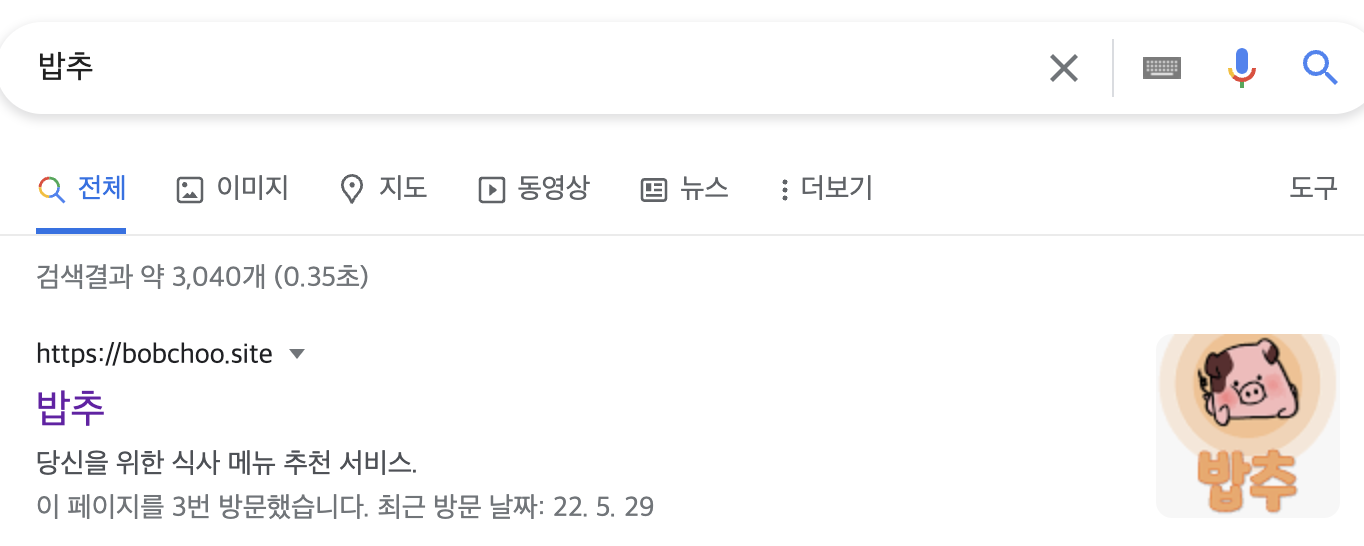 밥추
전체 이미지 지도 동영상 뉴스 더보기 도구
검색결과 약 3,040개 (0.35초)
https://bobchoo.site
밥추
당신을 위한 식사 메뉴 추천 서비스.
이 페이지를 3번 방문했습니다. 최근 방문 날짜: 22. 5. 29
밥추